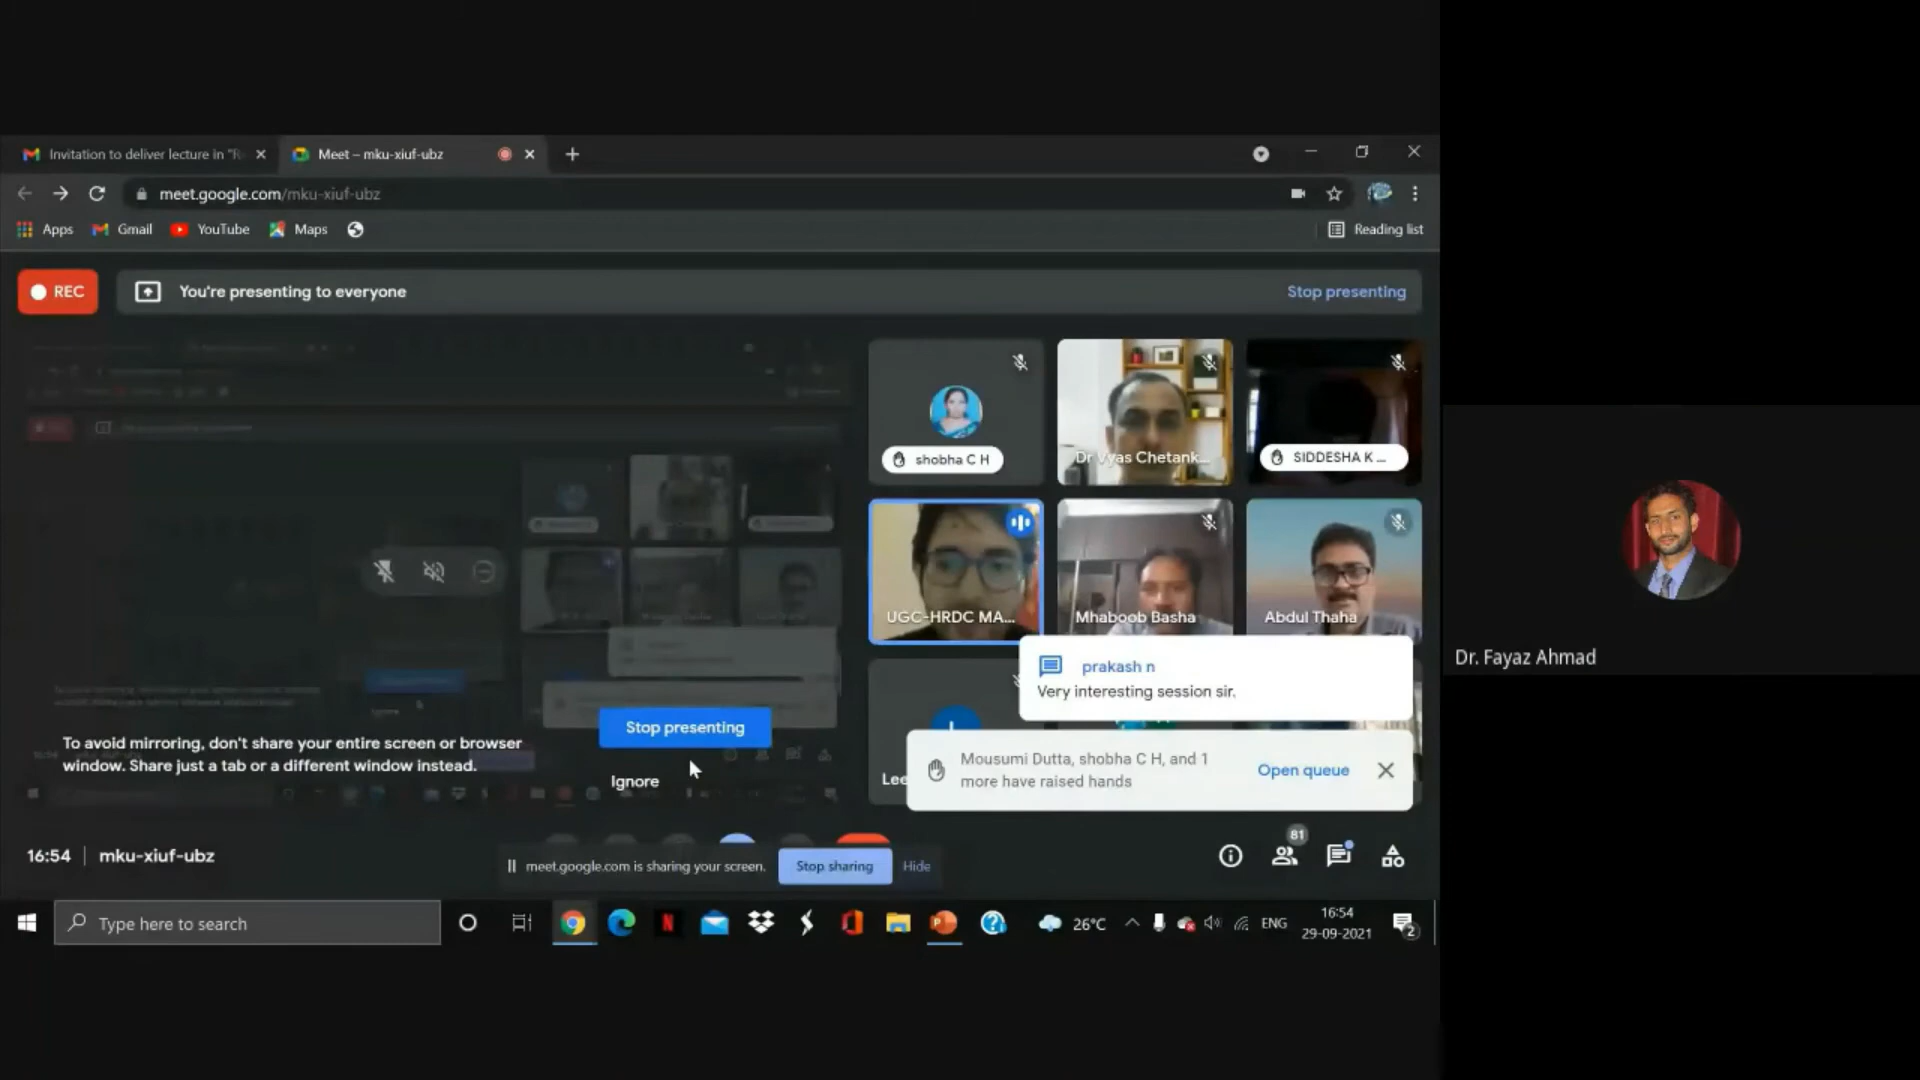 Invitation to deliver lecture in "R
Meet – mku-xiuf-ubz
meet.google.com/mku-xiuf-ubz
Apps
Gmail
YouTube
Maps
Reading list
REC
You're presenting to everyone
Stop presenting
shobha C H
Dr Vyas Chetank...
SIDDESHA K ...
UGC-HRDC MA...
Mhaboob Basha
Abdul Thaha
Dr. Fayaz Ahmad
prakash n
Very interesting session sir.
To avoid mirroring, don't share your entire screen or browser
window. Share just a tab or a different window instead.
Stop presenting
Ignore
Lee
Mousumi Dutta, shobha C H, and 1
more have raised hands
Open queue
16:54
mku-xiuf-ubz
meet.google.com is sharing your screen.
Stop sharing
Hide
81
Type here to search
26°C
ENG
16:54
29-09-2021
2